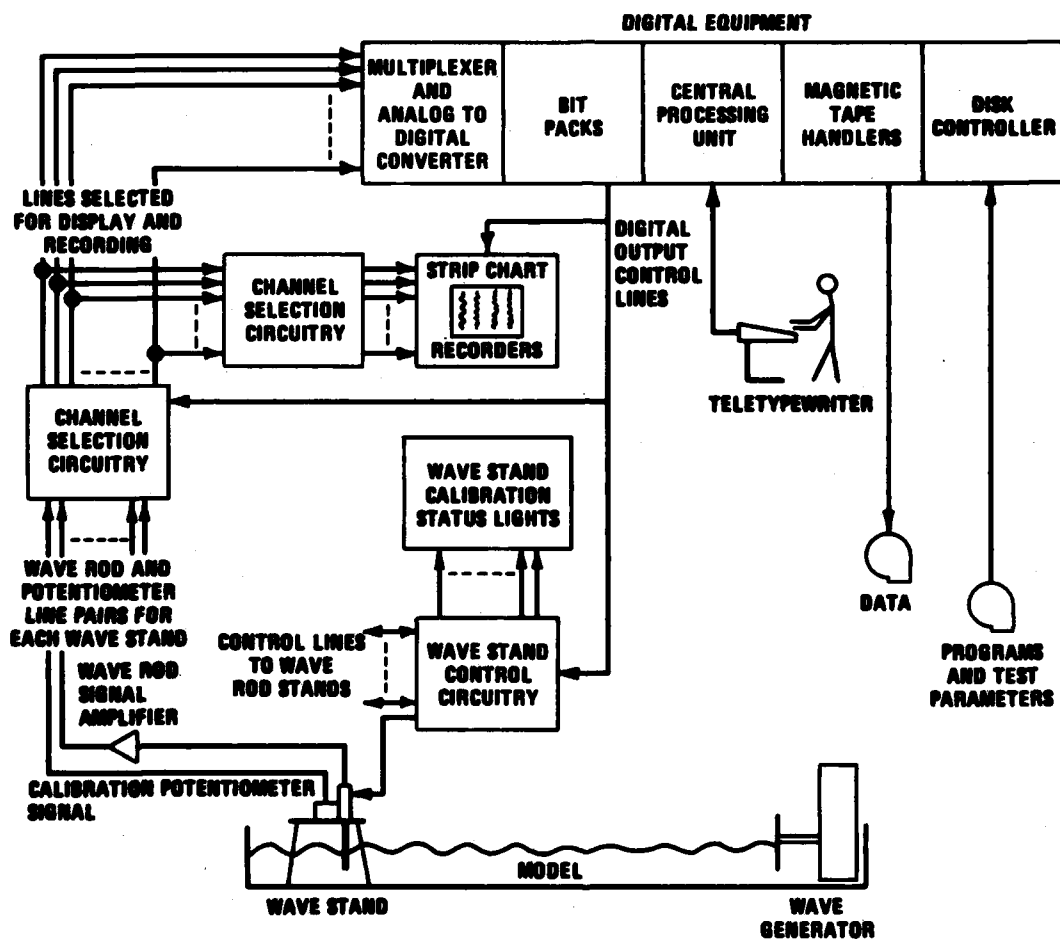 DIGITAL EQUIPMENT
MULTIPLEXER
AND
ANALOG TO
DIGITAL
CONVERTER
BIT
PACKS
CENTRAL
PROCESSING
UNIT
MAGNETIC
TAPE
HANDLERS
DISK
CONTROLLER
LINES SELECTED
FOR DISPLAY AND
RECORDING
DIGITAL
OUTPUT
CONTROL
LINES
CHANNEL
SELECTION
CIRCUITRY
STRIP CHART
RECORDERS
TELETYPEWRITER
CHANNEL
SELECTION
CIRCUITRY
WAVE STAND
CALIBRATION
STATUS LIGHTS
WAVE ROD AND
POTENTIOMETER
LINE PAIRS FOR
EACH WAVE STAND
DATA
CONTROL LINES
TO WAVE
ROD STANDS
WAVE STAND
CONTROL
CIRCUITRY
PROGRAMS
AND TEST
PARAMETERS
WAVE ROD
SIGNAL
AMPLIFIER
CALIBRATION POTENTIOMETER
SIGNAL
MODEL
WAVE STAND
WAVE
GENERATOR